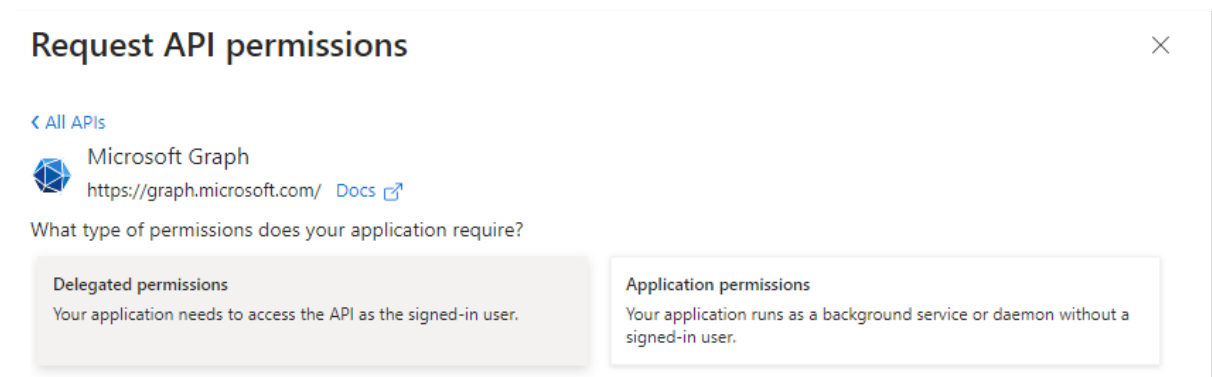 Request API permissions
All APIs
Microsoft Graph
https://graph.microsoft.com/ Docs
What type of permissions does your application require?
Delegated permissions
Your application needs to access the API as the signed-in user.
Application permissions
Your application runs as a background service or daemon without a
signed-in user.